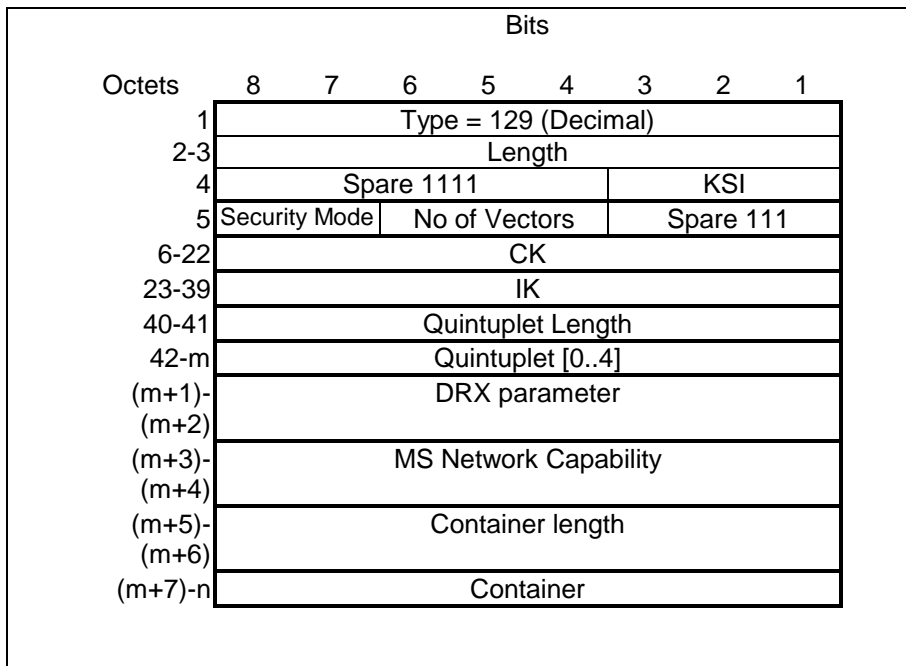 Bits
Octets 8 7 6 5 4 3 2 1
1 Type = 129 (Decimal)
2-3 Length
4 Spare 1111 KSI
5 Security Mode No of Vectors Spare 111
6-22 CK
23-39 IK
40-41 Quintuplet Length
42-m Quintuplet [0..4]
(m+1)- DRX parameter
(m+2)
(m+3)- MS Network Capability
(m+4)
(m+5)- Container length
(m+6)
(m+7)-n Container